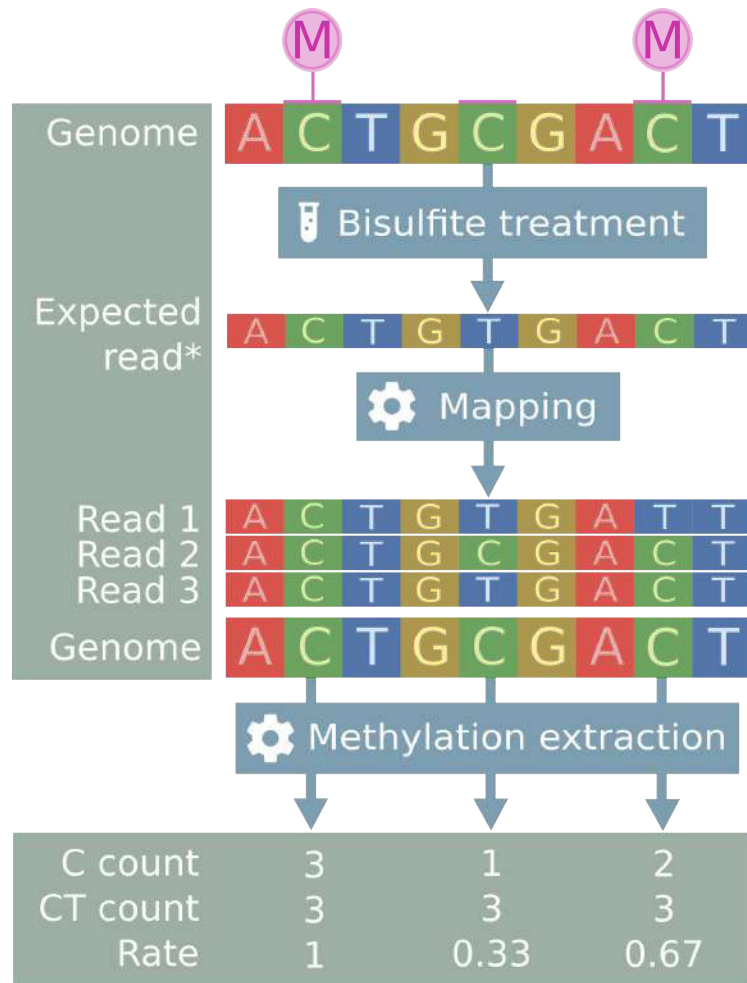 M M
Genome A C T G C G A C T
Bisulfite treatment
Expected
read* A C T G T G A C T
Mapping
Read 1 A C T G T G A T T
Read 2 A C T G C G A C T
Read 3 A C T G T G A C T
Genome A C T G C G A C T
Methylation extraction
C count 3 1 2
CT count 3 3 3
Rate 1 0.33 0.67